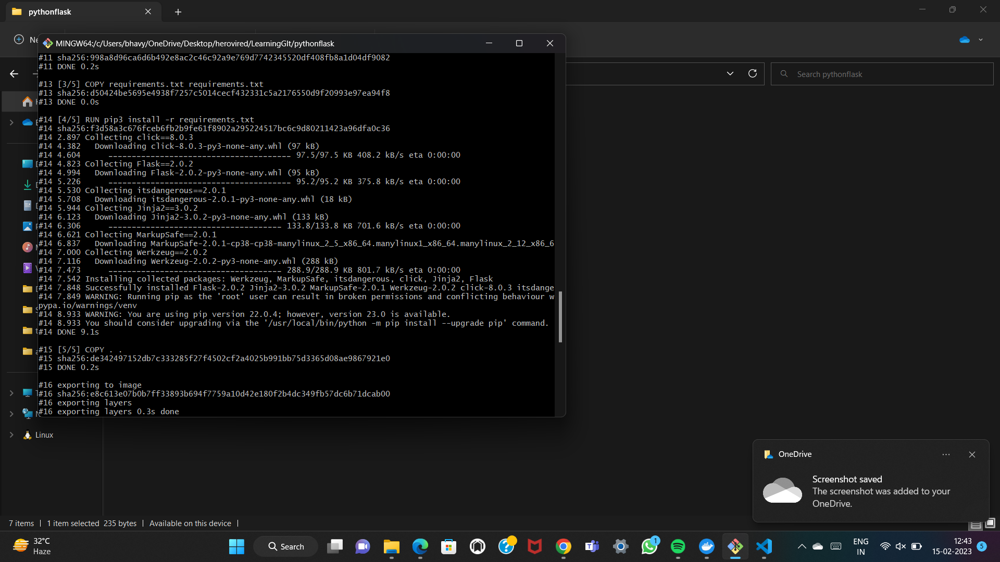 pythonflask
Ne
MINGW64:/c/Users/bhavy/OneDrive/Desktop/herovired/LearningGIt/pythonflask
Search pythonflask
#11 sha256:998a8d96ca6d6b492e8ac2c46c92a9e769d7742345520df408fb8a1d04df9082
#11 DONE 0.2s
#13 [3/5] COPY requirements.txt requirements.txt
#13 sha256:d50424be5695e4938f7257c5014cecf432331c5a2176550d9f20993e97ea94f8
#13 DONE 0.0s
#14 [4/5] RUN pip3 install -r requirements.txt
#14 sha256:f3d58a3c676fceb6fb2b9fe61f8902a295224517bc6c9d80211423a96dfa0c36
#14 2.897 Collecting click==8.0.3
#14 4.382   Downloading click-8.0.3-py3-none-any.whl (97 kB)
#14 4.604      --------------------------------------- 97.5/97.5 KB 408.2 kB/s eta 0:00:00
#14 4.823 Collecting Flask==2.0.2
#14 4.994   Downloading Flask-2.0.2-py3-none-any.whl (95 kB)
#14 5.226      --------------------------------------- 95.2/95.2 KB 375.8 kB/s eta 0:00:00
#14 5.530 Collecting itsdangerous==2.0.1
#14 5.708   Downloading itsdangerous-2.0.1-py3-none-any.whl (18 kB)
#14 5.944 Collecting Jinja2==3.0.2
#14 6.123   Downloading Jinja2-3.0.2-py3-none-any.whl (133 kB)
#14 6.306      ------------------------------------- 133.8/133.8 KB 701.6 kB/s eta 0:00:00
#14 6.621 Collecting MarkupSafe==2.0.1
#14 6.837   Downloading MarkupSafe-2.0.1-cp38-cp38-manylinux_2_5_x86_64.manylinux1_x86_64.manylinux_2_12_x86_6
#14 7.000 Collecting Werkzeug==2.0.2
#14 7.116   Downloading Werkzeug-2.0.2-py3-none-any.whl (288 kB)
#14 7.473      ------------------------------------- 288.9/288.9 KB 801.7 kB/s eta 0:00:00
#14 7.542 Installing collected packages: Werkzeug, MarkupSafe, itsdangerous, click, Jinja2, Flask
#14 7.848 Successfully installed Flask-2.0.2 Jinja2-3.0.2 MarkupSafe-2.0.1 Werkzeug-2.0.2 click-8.0.3 itsdange
#14 7.849 WARNING: Running pip as the 'root' user can result in broken permissions and conflicting behaviour w
pypa.io/warnings/venv
#14 8.933 WARNING: You are using pip version 22.0.4; however, version 23.0 is available.
#14 8.933 You should consider upgrading via the '/usr/local/bin/python -m pip install --upgrade pip' command.
#14 DONE 9.1s
#15 [5/5] COPY . .
#15 sha256:de342497152db7c333285f27f4502cf2a4025b991bb75d3365d08ae9867921e0
#15 DONE 0.2s
#16 exporting to image
#16 sha256:e8c613e07b0b7ff33893b694f7759a10d42e180f2b4dc349fb57dc6b71dcab00
#16 exporting layers
#16 exporting layers 0.3s done
Linux
OneDrive
Screenshot saved
The screenshot was added to your
OneDrive.
7 items | 1 item selected 235 bytes | Available on this device |
32°C
Haze
Search
1
ENG
IN
12:43
15-02-2023
5